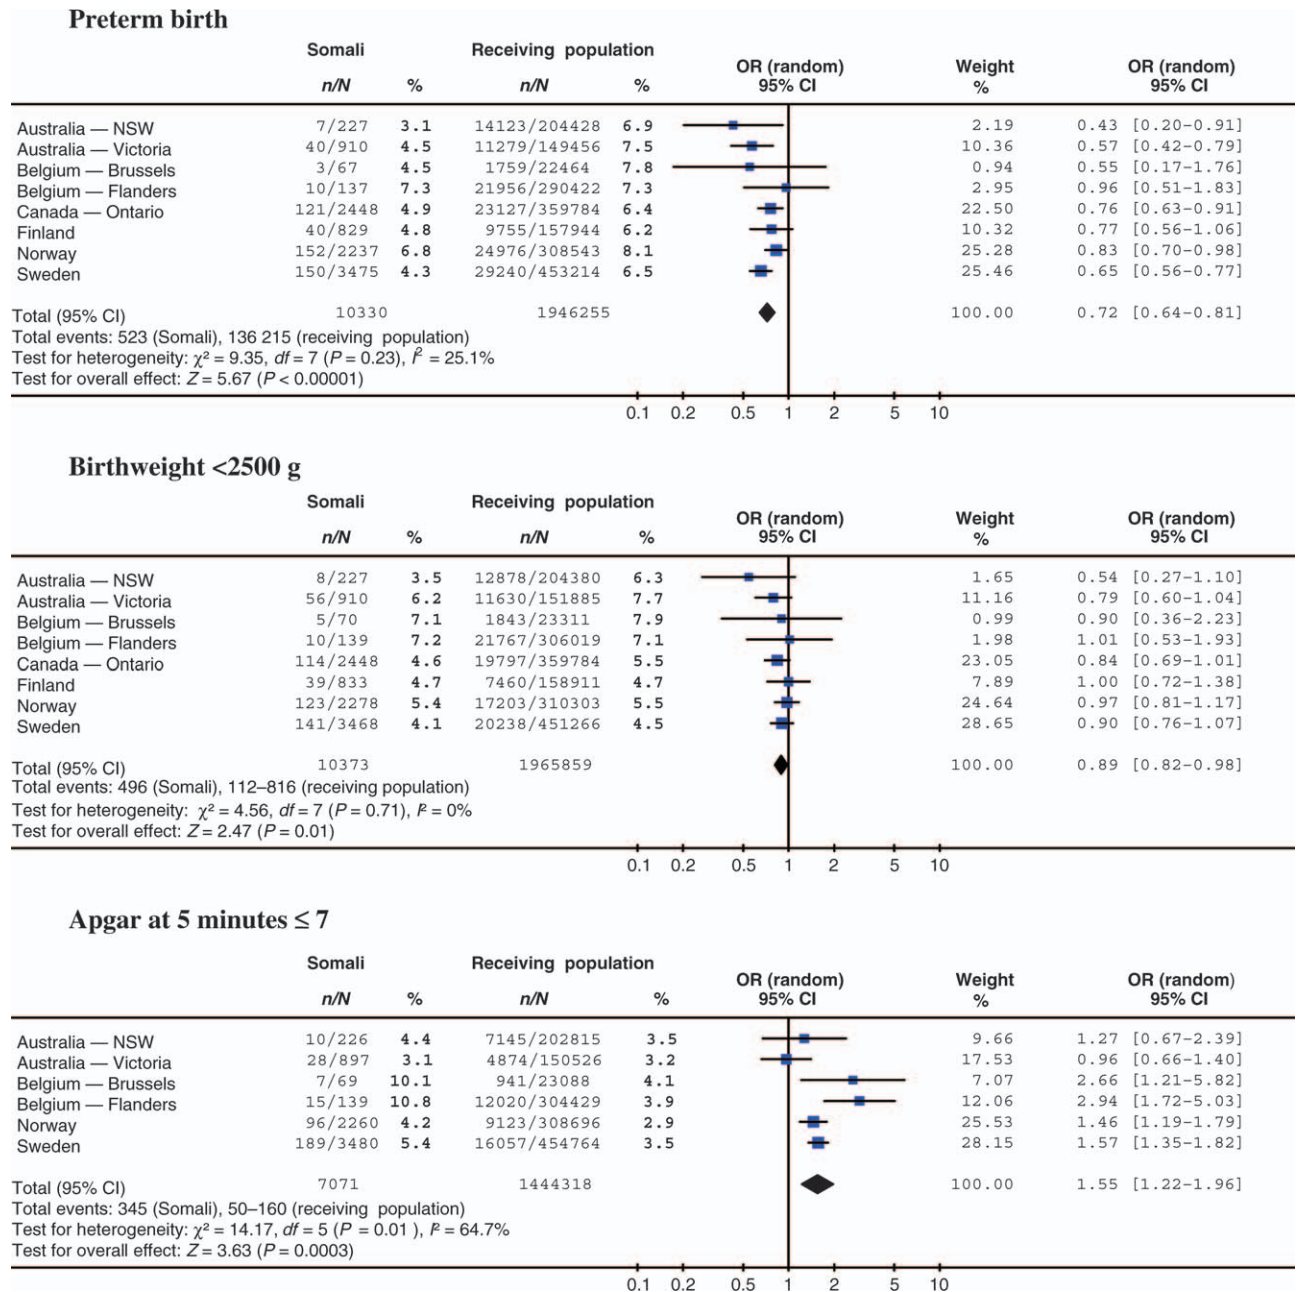 Preterm birth
Somali Receiving population
OR (random) Weight OR (random)
n/N % n/N % 95% CI % 95% CI
Australia — NSW 7/227 3.1 14123/204428 6.9 2.19 0.43 [0.20-0.91]
Australia — Victoria 40/910 4.5 11279/149456 7.5 10.36 0.57 [0.42-0.79]
Belgium — Brussels 3/67 4.5 1759/22464 7.8 0.94 0.55 [0.17-1.76]
Belgium — Flanders 10/137 7.3 21956/290422 7.3 2.95 0.96 [0.51-1.83]
Canada — Ontario 121/2448 4.9 23127/359784 6.4 22.50 0.76 [0.63-0.91]
Finland 40/829 4.8 9755/157944 6.2 10.32 0.77 [0.56-1.06]
Norway 152/2237 6.8 24976/308543 8.1 25.28 0.83 [0.70-0.98]
Sweden 150/3475 4.3 29240/453214 6.5 25.46 0.65 [0.56-0.77]
Total (95% CI) 10330 1946255 100.00 0.72 [0.64-0.81]
Total events: 523 (Somali), 136 215 (receiving population)
Test for heterogeneity: χ² = 9.35, df = 7 (P = 0.23), I² = 25.1%
Test for overall effect: Z = 5.67 (P < 0.00001)
0.1 0.2 0.5 1 2 5 10
Birthweight <2500 g
Somali Receiving population
OR (random) Weight OR (random)
n/N % n/N % 95% CI % 95% CI
Australia — NSW 8/227 3.5 12878/204380 6.3 1.65 0.54 [0.27-1.10]
Australia — Victoria 56/910 6.2 11630/151885 7.7 11.16 0.79 [0.60-1.04]
Belgium — Brussels 5/70 7.1 1843/23311 7.9 0.99 0.90 [0.36-2.23]
Belgium — Flanders 10/139 7.2 21767/306019 7.1 1.98 1.01 [0.53-1.93]
Canada — Ontario 114/2448 4.6 19797/359784 5.5 23.05 0.84 [0.69-1.01]
Finland 39/833 4.7 7460/158911 4.7 7.89 1.00 [0.72-1.38]
Norway 123/2278 5.4 17203/310303 5.5 24.64 0.97 [0.81-1.17]
Sweden 141/3468 4.1 20238/451266 4.5 28.65 0.90 [0.76-1.07]
Total (95% CI) 10373 1965859 100.00 0.89 [0.82-0.98]
Total events: 496 (Somali), 112–816 (receiving population)
Test for heterogeneity: χ² = 4.56, df = 7 (P = 0.71), I² = 0%
Test for overall effect: Z = 2.47 (P = 0.01)
0.1 0.2 0.5 1 2 5 10
Apgar at 5 minutes ≤ 7
Somali Receiving population
OR (random) Weight OR (random)
n/N % n/N % 95% CI % 95% CI
Australia — NSW 10/226 4.4 7145/202815 3.5 9.66 1.27 [0.67-2.39]
Australia — Victoria 28/897 3.1 4874/150526 3.2 17.53 0.96 [0.66-1.40]
Belgium — Brussels 7/69 10.1 941/23088 4.1 7.07 2.66 [1.21-5.82]
Belgium — Flanders 15/139 10.8 12020/304429 3.9 12.06 2.94 [1.72-5.03]
Norway 96/2260 4.2 9123/308696 2.9 25.53 1.46 [1.19-1.79]
Sweden 189/3480 5.4 16057/454764 3.5 28.15 1.57 [1.35-1.82]
Total (95% CI) 7071 1444318 100.00 1.55 [1.22-1.96]
Total events: 345 (Somali), 50–160 (receiving population)
Test for heterogeneity: χ² = 14.17, df = 5 (P = 0.01 ), I² = 64.7%
Test for overall effect: Z = 3.63 (P = 0.0003)
0.1 0.2 0.5 1 2 5 10